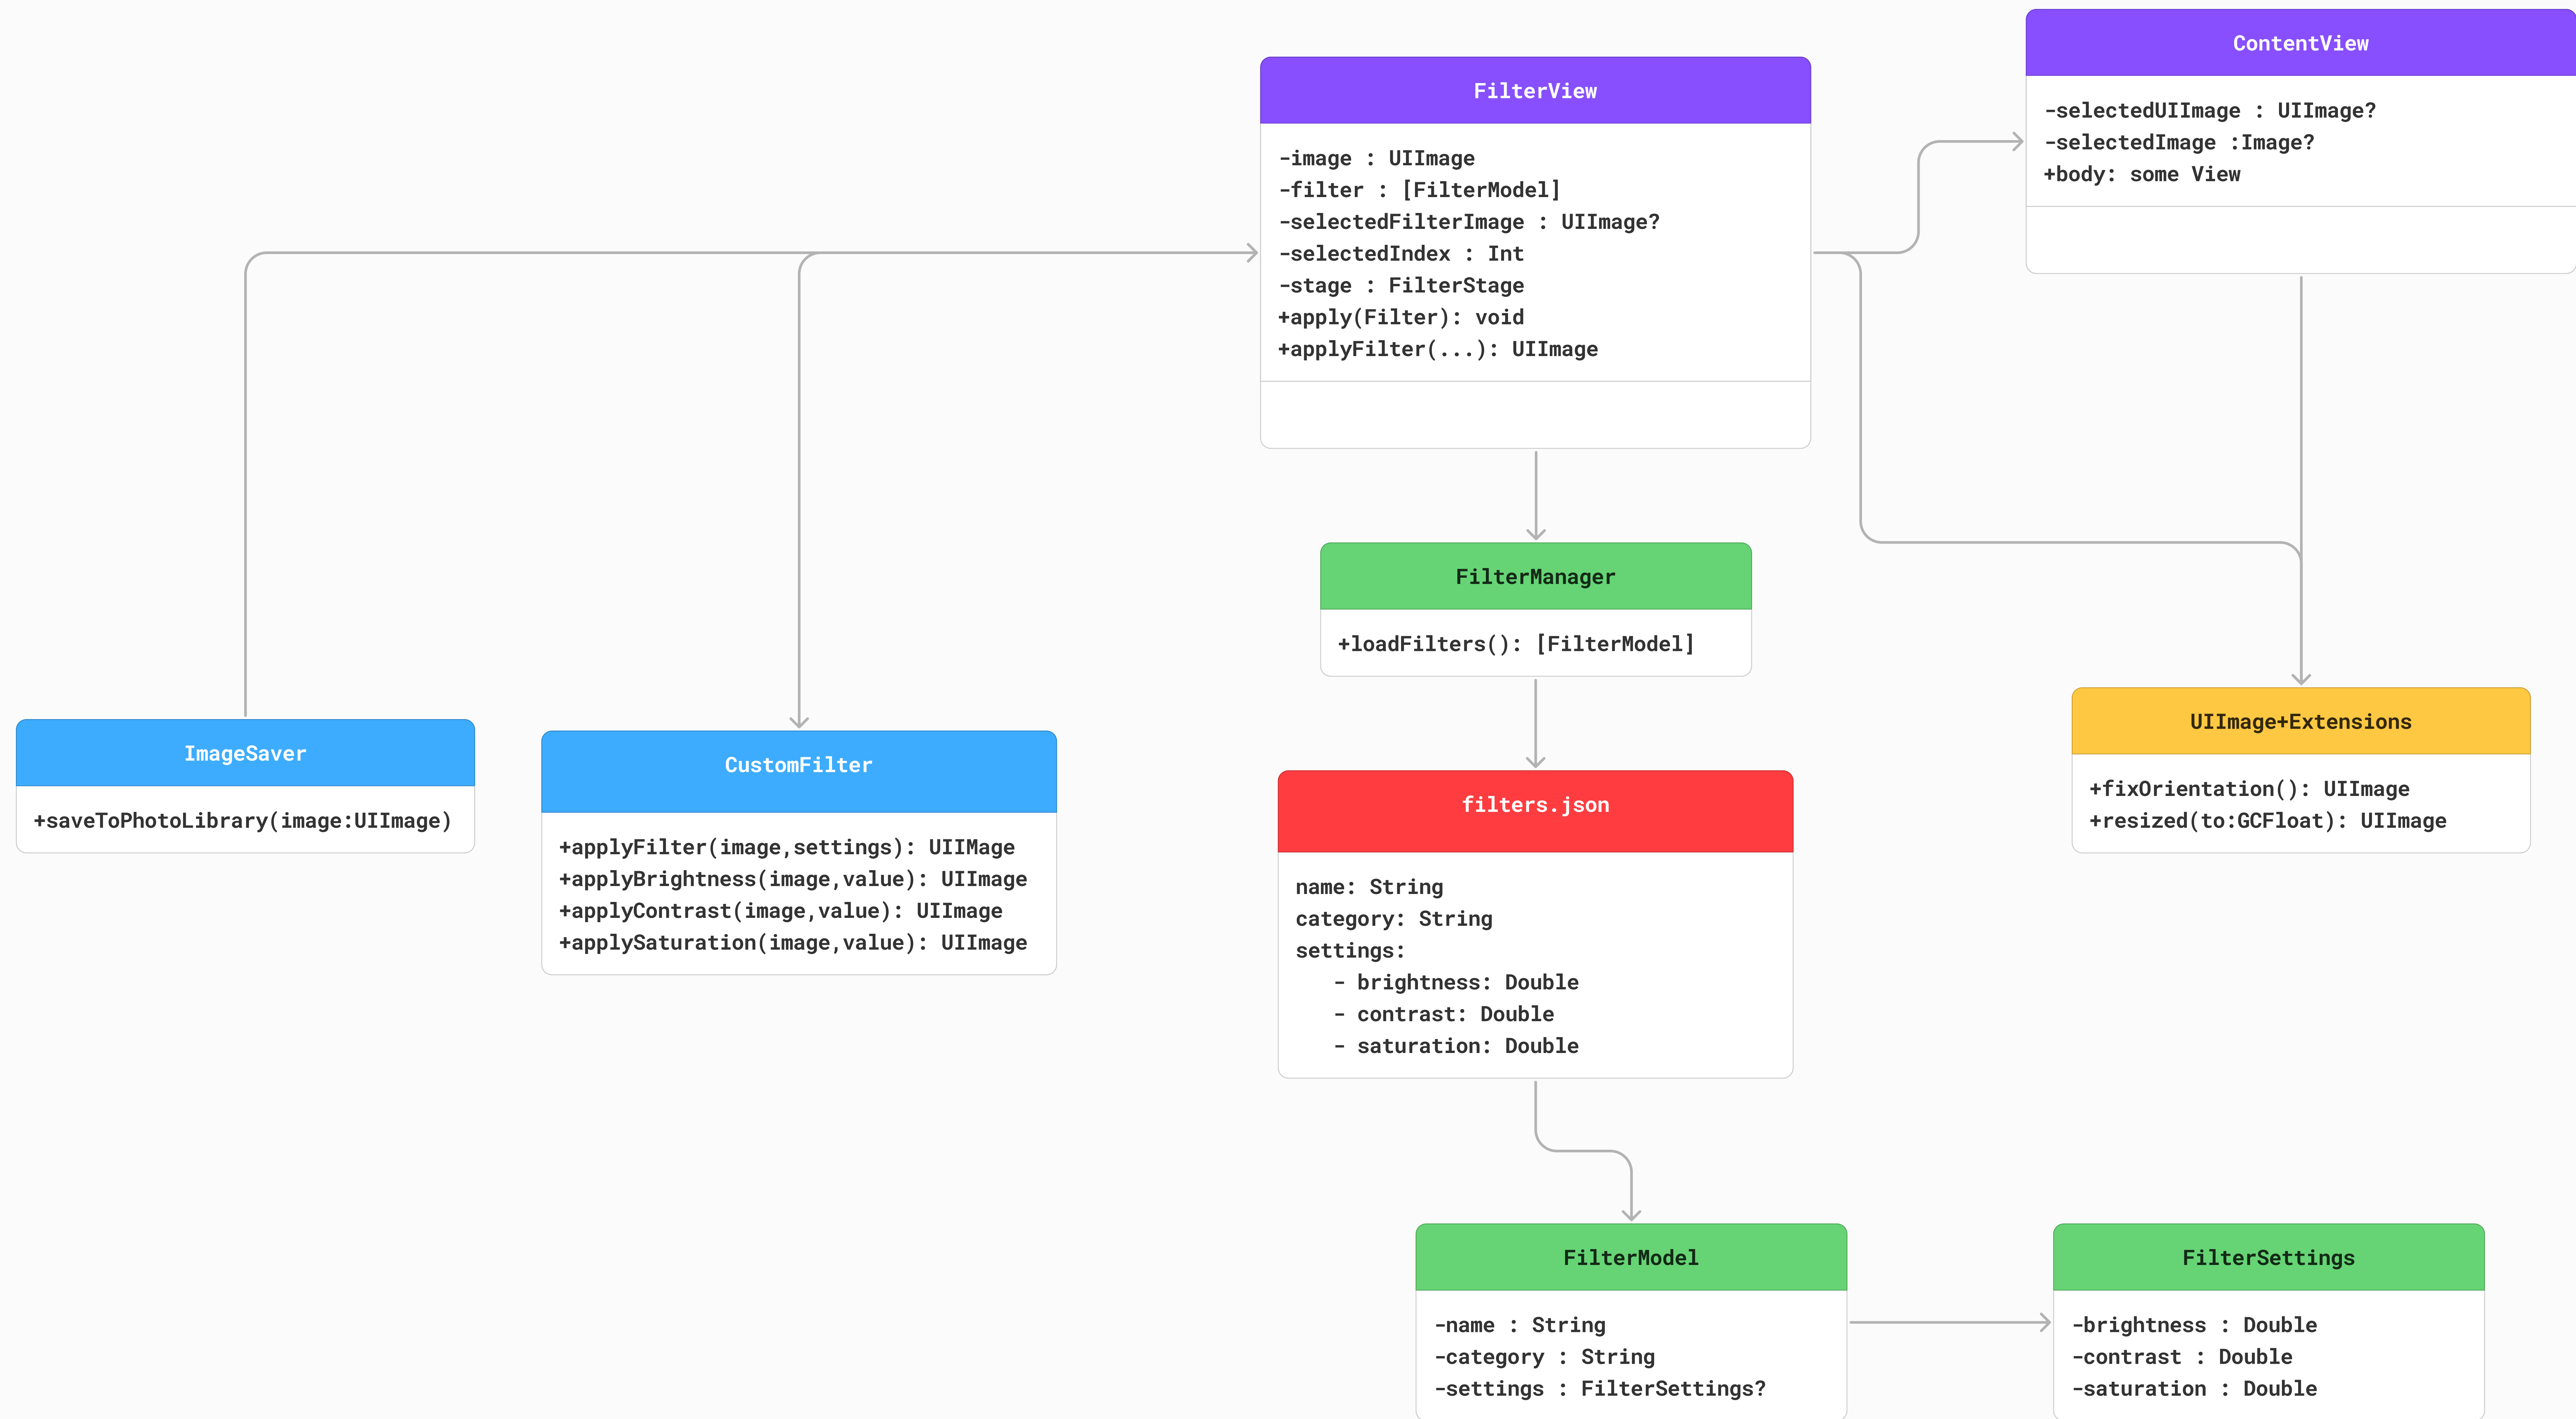 ContentView
-selectedUIImage : UIImage?
-selectedImage :Image?
+body: some View
FilterView
-image : UIImage
-filter : [FilterModel]
-selectedFilterImage : UIImage?
-selectedIndex : Int
-stage : FilterStage
+apply(Filter): void
+applyFilter(...): UIImage
FilterManager
+loadFilters(): [FilterModel]
ImageSaver
+saveToPhotoLibrary(image:UIImage)
CustomFilter
+applyFilter(image,settings): UIIMage
+applyBrightness(image,value): UIImage
+applyContrast(image,value): UIImage
+applySaturation(image,value): UIImage
filters.json
name: String
category: String
settings:
- brightness: Double
- contrast: Double
- saturation: Double
UIImage+Extensions
+fixOrientation(): UIImage
+resized(to:GCFloat): UIImage
FilterModel
-name : String
-category : String
-settings : FilterSettings?
FilterSettings
-brightness : Double
-contrast : Double
-saturation : Double